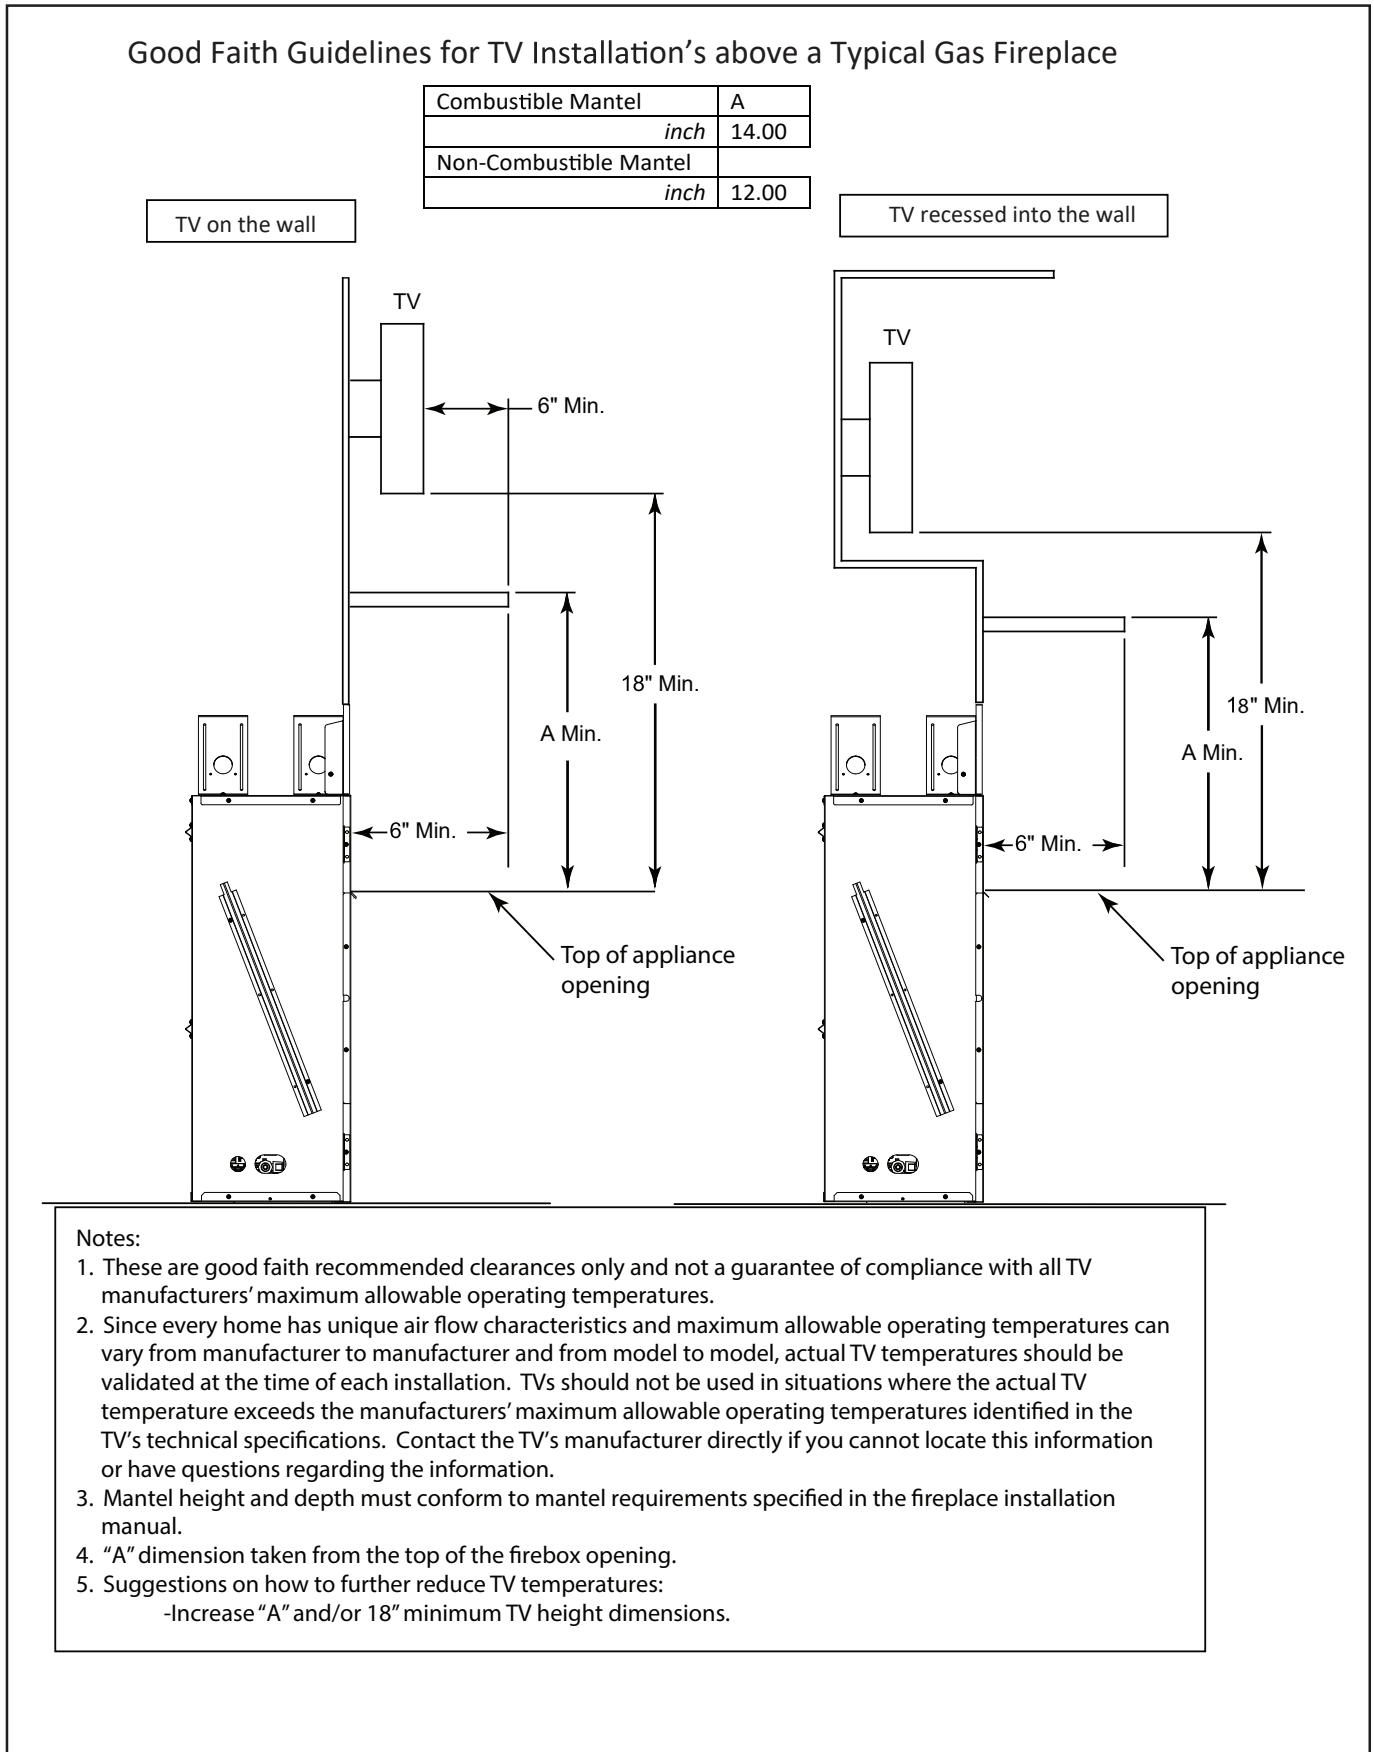 Good Faith Guidelines for TV Installation's above a Typical Gas Fireplace
Combustible Mantel A
inch 14.00
Non-Combustible Mantel
inch 12.00
TV on the wall
TV recessed into the wall
TV
6" Min.
18" Min.
A Min.
6" Min.
Top of appliance
opening
TV
18" Min.
A Min.
6" Min.
Top of appliance
opening
Notes:
1. These are good faith recommended clearances only and not a guarantee of compliance with all TV
manufacturers' maximum allowable operating temperatures.
2. Since every home has unique air flow characteristics and maximum allowable operating temperatures can
vary from manufacturer to manufacturer and from model to model, actual TV temperatures should be
validated at the time of each installation. TVs should not be used in situations where the actual TV
temperature exceeds the manufacturers' maximum allowable operating temperatures identified in the
TV's technical specifications. Contact the TV's manufacturer directly if you cannot locate this information
or have questions regarding the information.
3. Mantel height and depth must conform to mantel requirements specified in the fireplace installation
manual.
4. "A" dimension taken from the top of the firebox opening.
5. Suggestions on how to further reduce TV temperatures:
-Increase "A" and/or 18" minimum TV height dimensions.